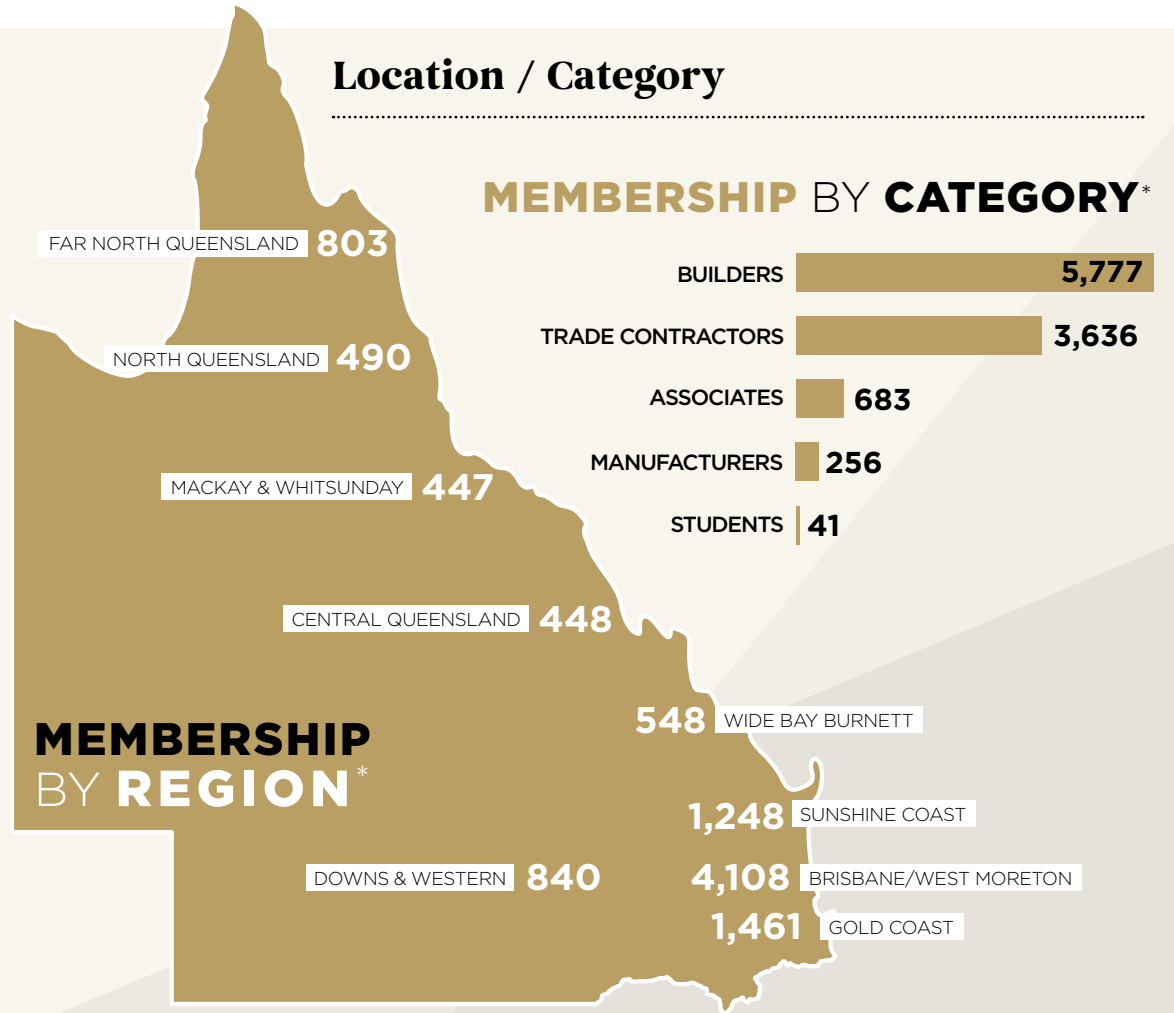 Location / Category
MEMBERSHIP BY CATEGORY*
BUILDERS 5,777
TRADE CONTRACTORS 3,636
ASSOCIATES 683
MANUFACTURERS 256
STUDENTS 41
FAR NORTH QUEENSLAND 803
NORTH QUEENSLAND 490
MACKAY & WHITSUNDAY 447
CENTRAL QUEENSLAND 448
548 WIDE BAY BURNETT
MEMBERSHIP
BY REGION*
1,248 SUNSHINE COAST
DOWNS & WESTERN 840
4,108 BRISBANE/WEST MORETON
1,461 GOLD COAST